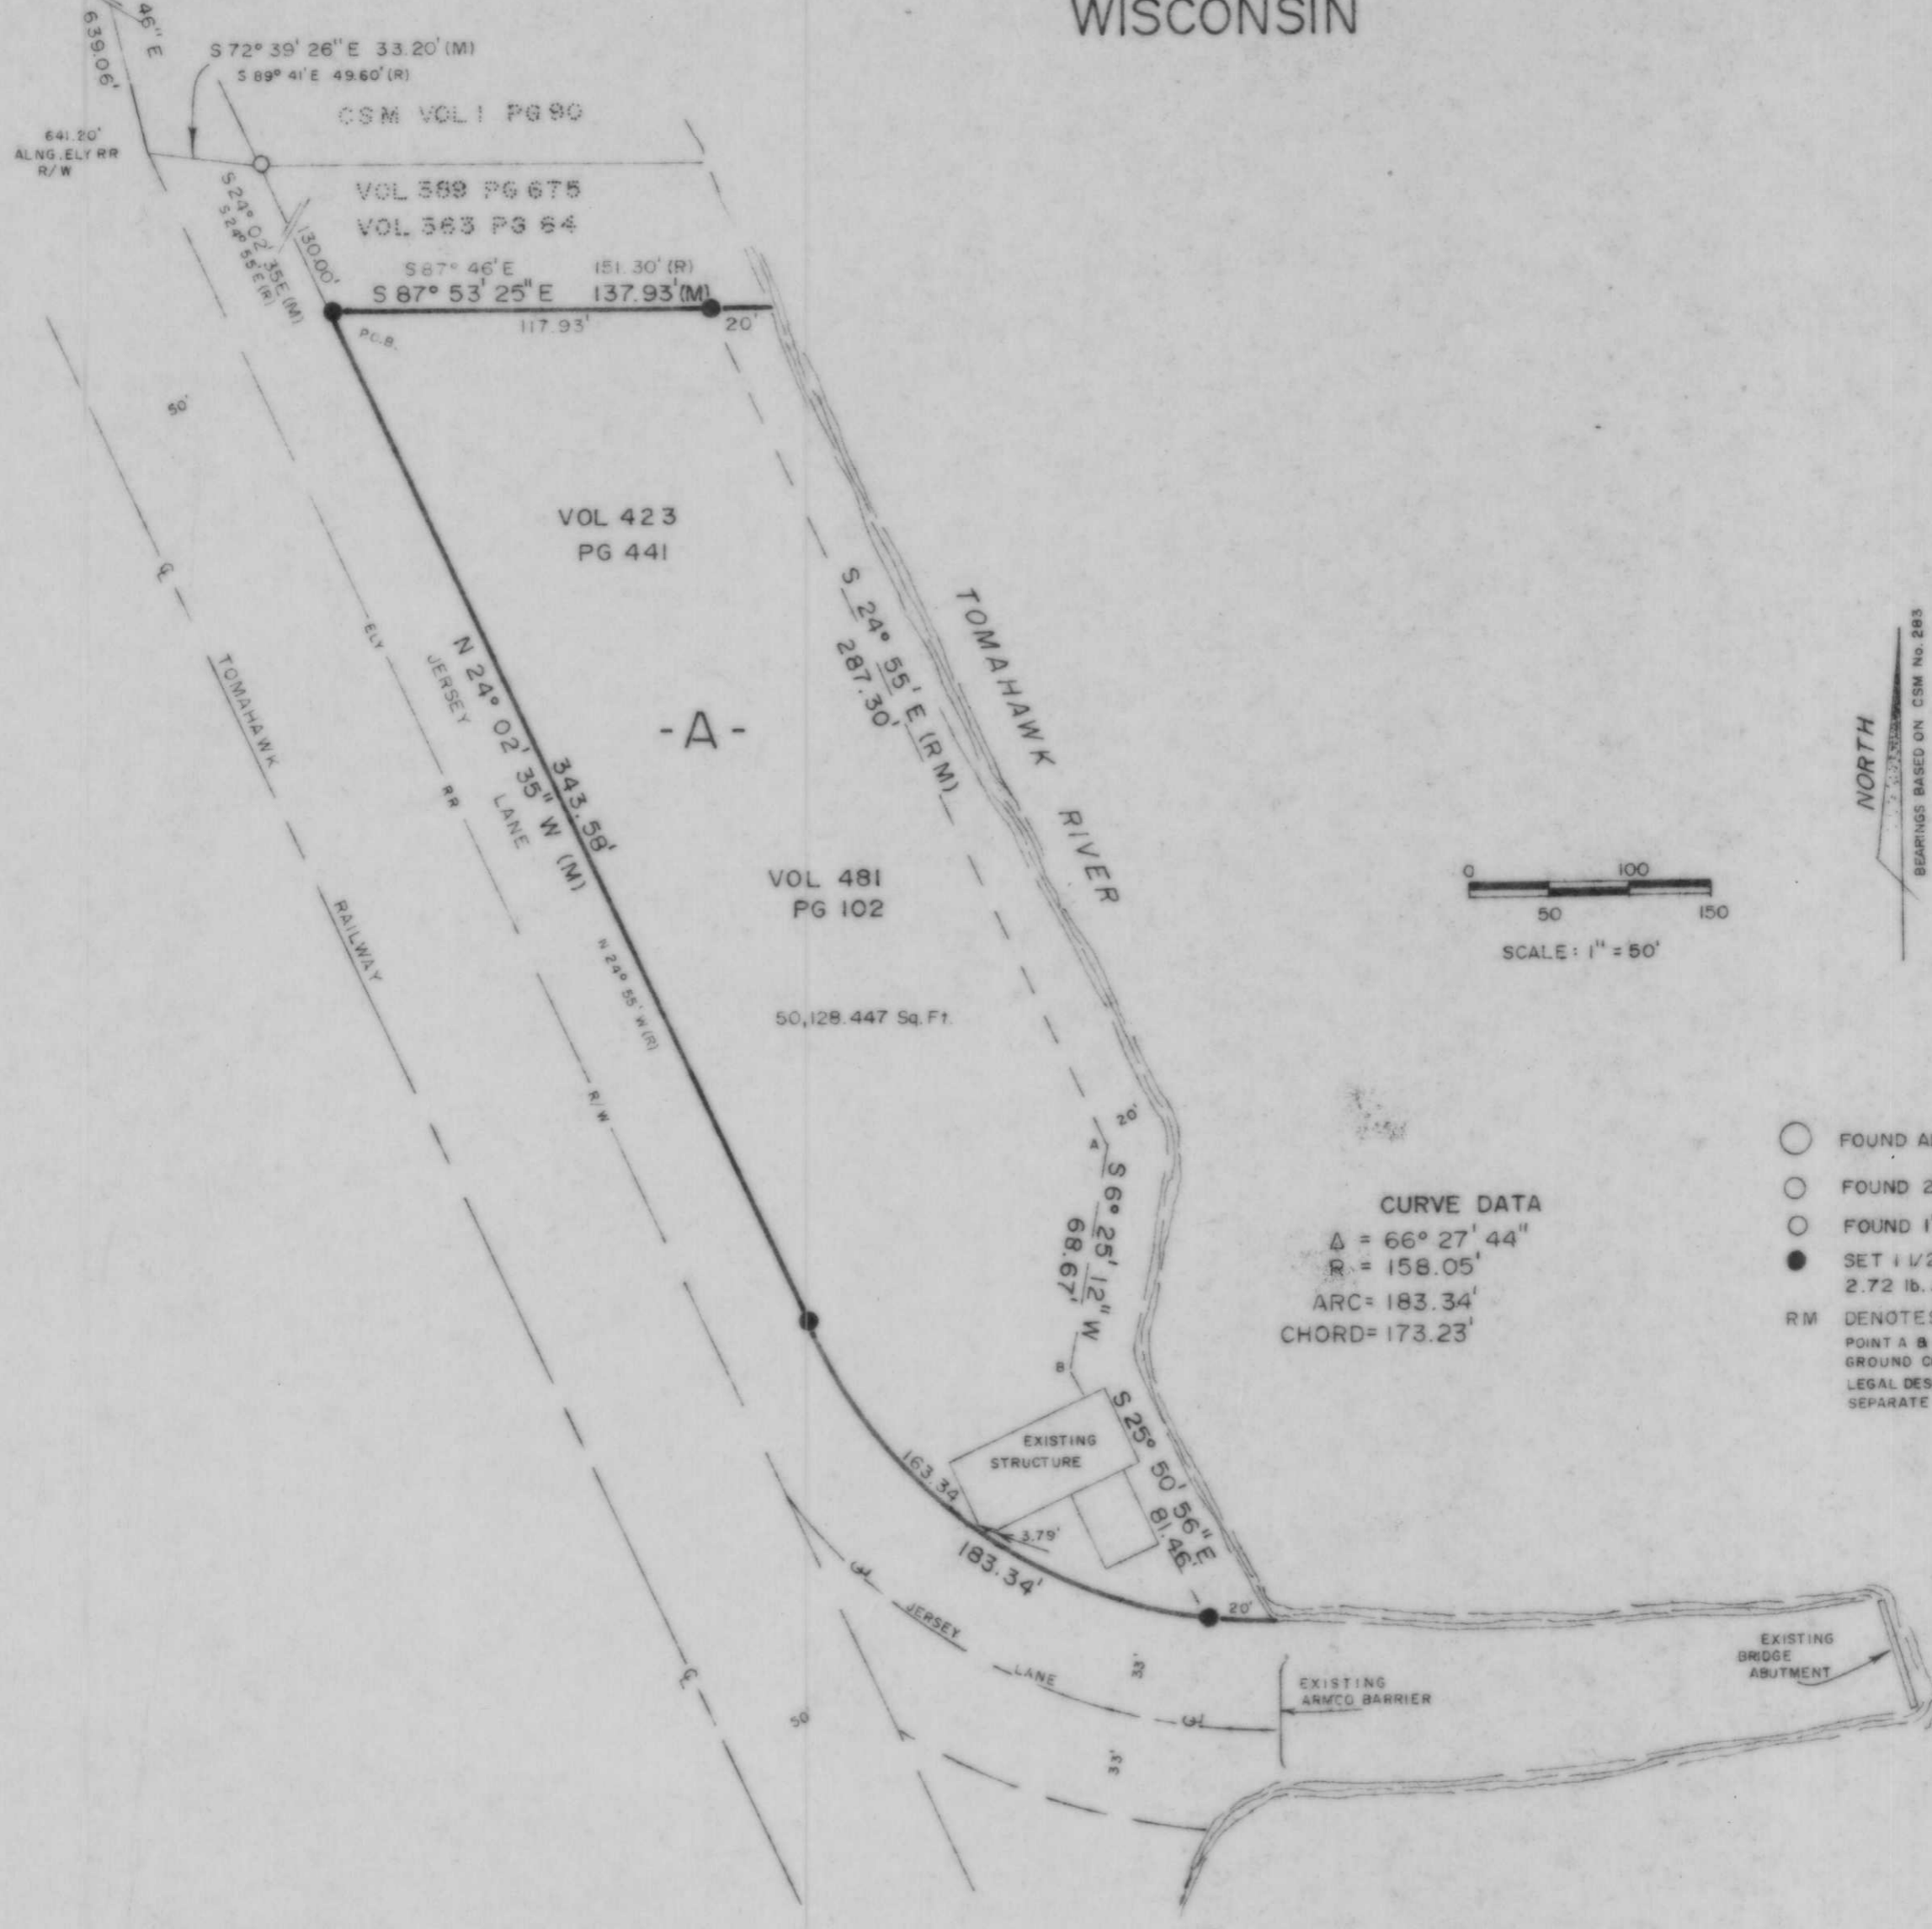 WISCONSIN
46" E
639.06'
S 72° 39' 26" E 33.20' (M)
S 89° 41' E 49.60' (R)
CSM VOL 1 PG 90
641.20'
ALNG. ELY RR
R/W
VOL 389 PG 675
VOL 363 PG 64
S 24° 02' 35 E (M)
S 24° 55' E (R)
130.00'
S 87° 46' E 151.30' (R)
S 87° 53' 25" E 137.93' (M)
117.93'
20'
P.O.B.
50'
VOL 423
PG 441
℄
TOMAHAWK
RAILWAY
ELY
RR
R/W
JERSEY
LANE
N 24° 02' 35" W (M)
343.58'
N 24° 55' W (R)
- A -
S 24° 55' E (RM)
287.30'
TOMAHAWK
RIVER
VOL 481
PG 102
50,128.447 Sq. Ft.
0 100
50 150
SCALE: 1" = 50'
NORTH
BEARINGS BASED ON CSM No. 283
20'
A
S 6° 25' 12" W
68.67'
B
CURVE DATA
Δ = 66° 27' 44"
R = 158.05'
ARC= 183.34'
CHORD= 173.23'
FOUND
FOUND 2
FOUND 1
SET 1 1/2
2.72 lb.
RM DENOTES
POINT A &
GROUND
LEGAL DES
SEPARATE
EXISTING
STRUCTURE
S 25° 50' 56" E
81.46'
163.34
3.79'
183.34'
20'
℄
JERSEY
LANE
℄
33'
33'
EXISTING
ARMCO BARRIER
EXISTING
BRIDGE
ABUTMENT
℄
50'